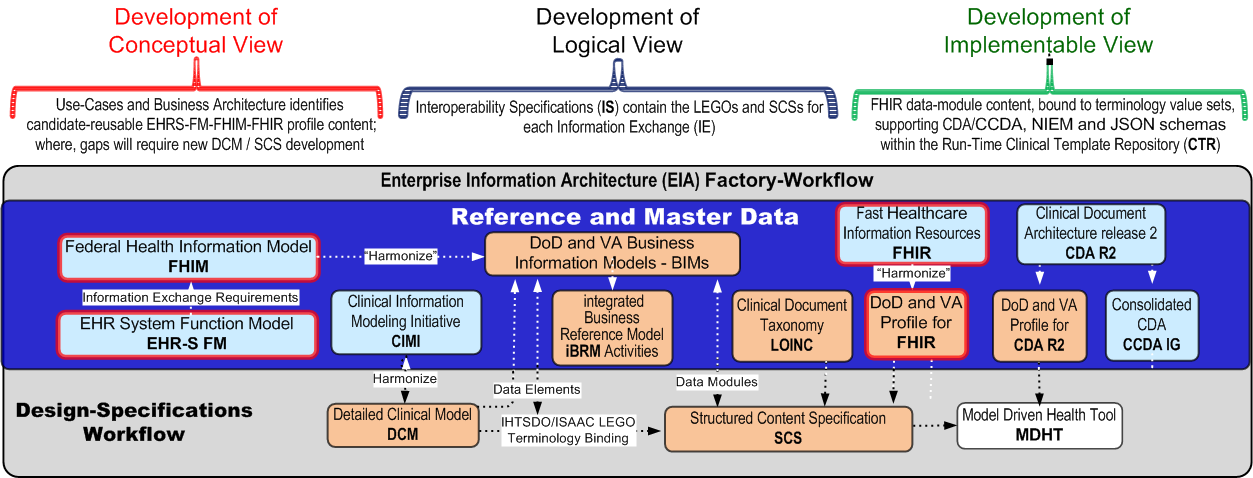 Development of
Conceptual View
Development of
Logical View
Development of
Implementable View
Use-Cases and Business Architecture identifies
candidate-reusable EHRS-FM-FHIM-FHIR profile content;
where, gaps will require new DCM / SCS development
Interoperability Specifications (IS) contain the LEGOs and SCSs for
each Information Exchange (IE)
FHIR data-module content, bound to terminology value sets,
supporting CDA/CCDA, NIEM and JSON schemas
within the Run-Time Clinical Template Repository (CTR)
Enterprise Information Architecture (EIA) Factory-Workflow
Reference and Master Data
Federal Health Information Model
FHIM
"Harmonize"
DoD and VA Business
Information Models - BIMs
Fast Healthcare
Information Resources
FHIR
Clinical Document
Architecture release 2
CDA R2
"Harmonize"
Information Exchange Requirements
EHR System Function Model
EHR-S FM
Clinical Information
Modeling Initiative
CIMI
integrated
Business
Reference Model
iBRM Activities
Clinical Document
Taxonomy
LOINC
DoD and VA
Profile for
FHIR
DoD and VA
Profile for
CDA R2
Consolidated
CDA
CCDA IG
Harmonize
Data Elements
Data Modules
Design-Specifications
Workflow
Detailed Clinical Model
DCM
IHTSDO/ISAAC LEGO
Terminology Binding
Structured Content Specification
SCS
Model Driven Health Tool
MDHT